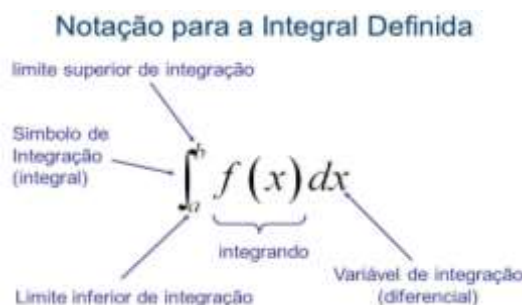 Notação para a Integral Definida
limite superior de integração
Símbolo de
Integração
(integral)
∫ₐᵇ f(x)dx
integrando
Limite inferior de integração
Variável de integração
(diferencial)